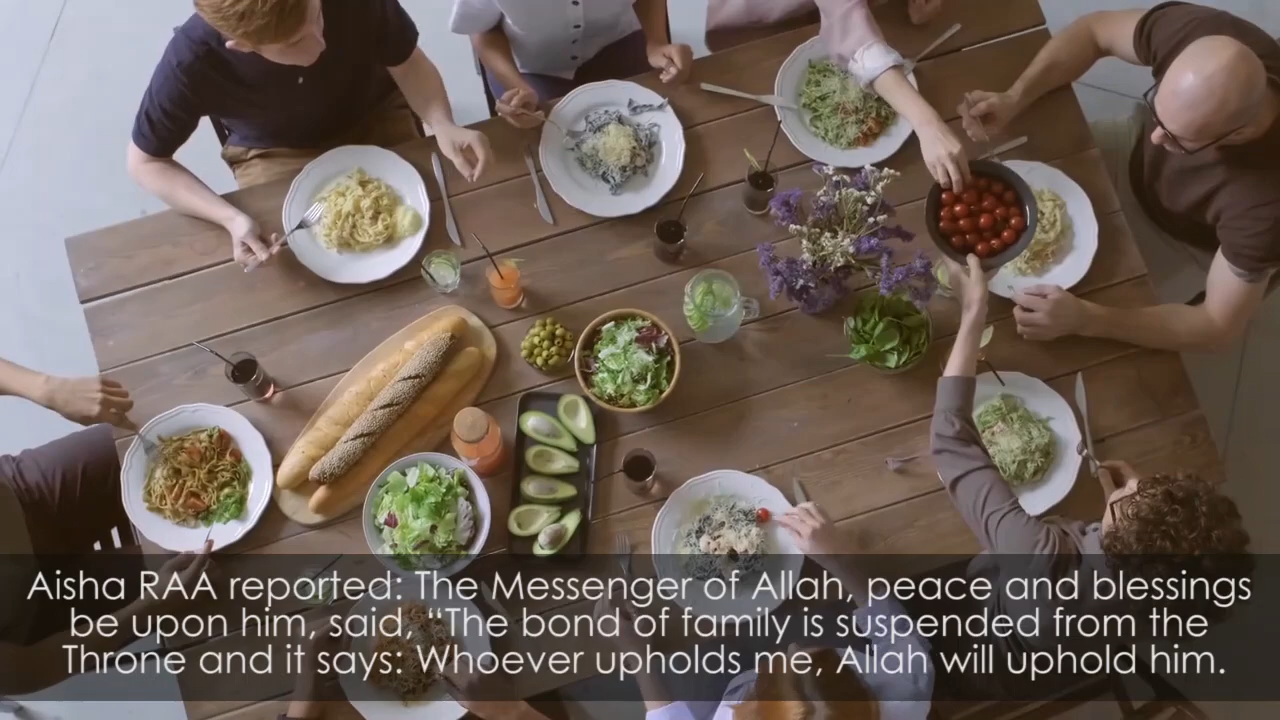 Aisha RAA reported: The Messenger of Allah, peace and blessings
be upon him, said, “The bond of family is suspended from the
Throne and it says: Whoever upholds me, Allah will uphold him.